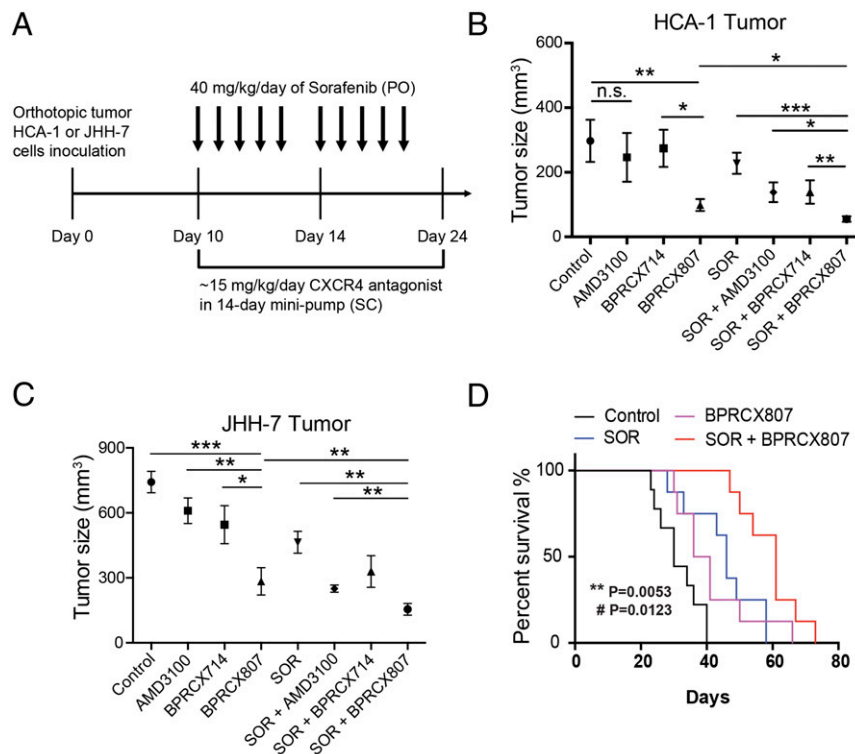 A
40 mg/kg/day of Sorafenib (PO)
Orthotopic tumor
HCA-1 or JHH-7
cells inoculation
Day 0
Day 10
Day 14
Day 24
~15 mg/kg/day CXCR4 antagonist
in 14-day mini-pump (SC)
B
HCA-1 Tumor
Tumor size (mm³)
600
400
200
0
**
*
n.s.
*
***
*
**
Control
AMD3100
BPRCX714
BPRCX807
SOR
SOR + AMD3100
SOR + BPRCX714
SOR + BPRCX807
C
JHH-7 Tumor
Tumor size (mm³)
900
600
300
0
***
**
**
**
*
**
Control
AMD3100
BPRCX714
BPRCX807
SOR
SOR + AMD3100
SOR + BPRCX714
SOR + BPRCX807
D
Control
BPRCX807
SOR
SOR + BPRCX807
Percent survival %
100
50
0
** P=0.0053
# P=0.0123
0
20
40
60
80
Days